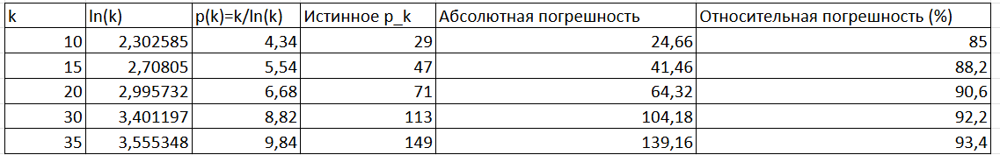 k ln(k) p(k)=k/ln(k) Истинное p_k Абсолютная погрешность Относительная погрешность (%)
10 2,302585 4,34 29 24,66 85
15 2,70805 5,54 47 41,46 88,2
20 2,995732 6,68 71 64,32 90,6
30 3,401197 8,82 113 104,18 92,2
35 3,555348 9,84 149 139,16 93,4